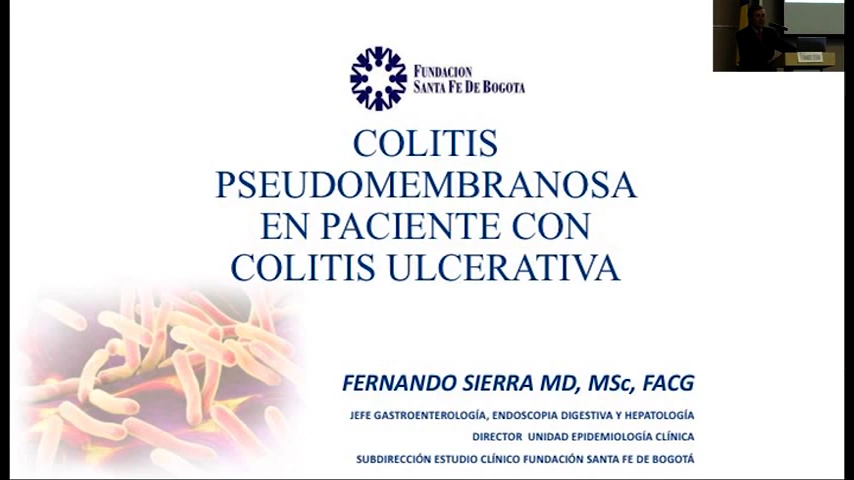 FUNDACION
SANTA FE DE BOGOTA
COLITIS
PSEUDOMEMBRANOSA
EN PACIENTE CON
COLITIS ULCERATIVA
FERNANDO SIERRA MD, MSc, FACG
JEFE GASTROENTEROLOGÍA, ENDOSCOPIA DIGESTIVA Y HEPATOLOGÍA
DIRECTOR UNIDAD EPIDEMIOLOGÍA CLÍNICA
SUBDIRECCIÓN ESTUDIO CLÍNICO FUNDACIÓN SANTA FE DE BOGOTÁ